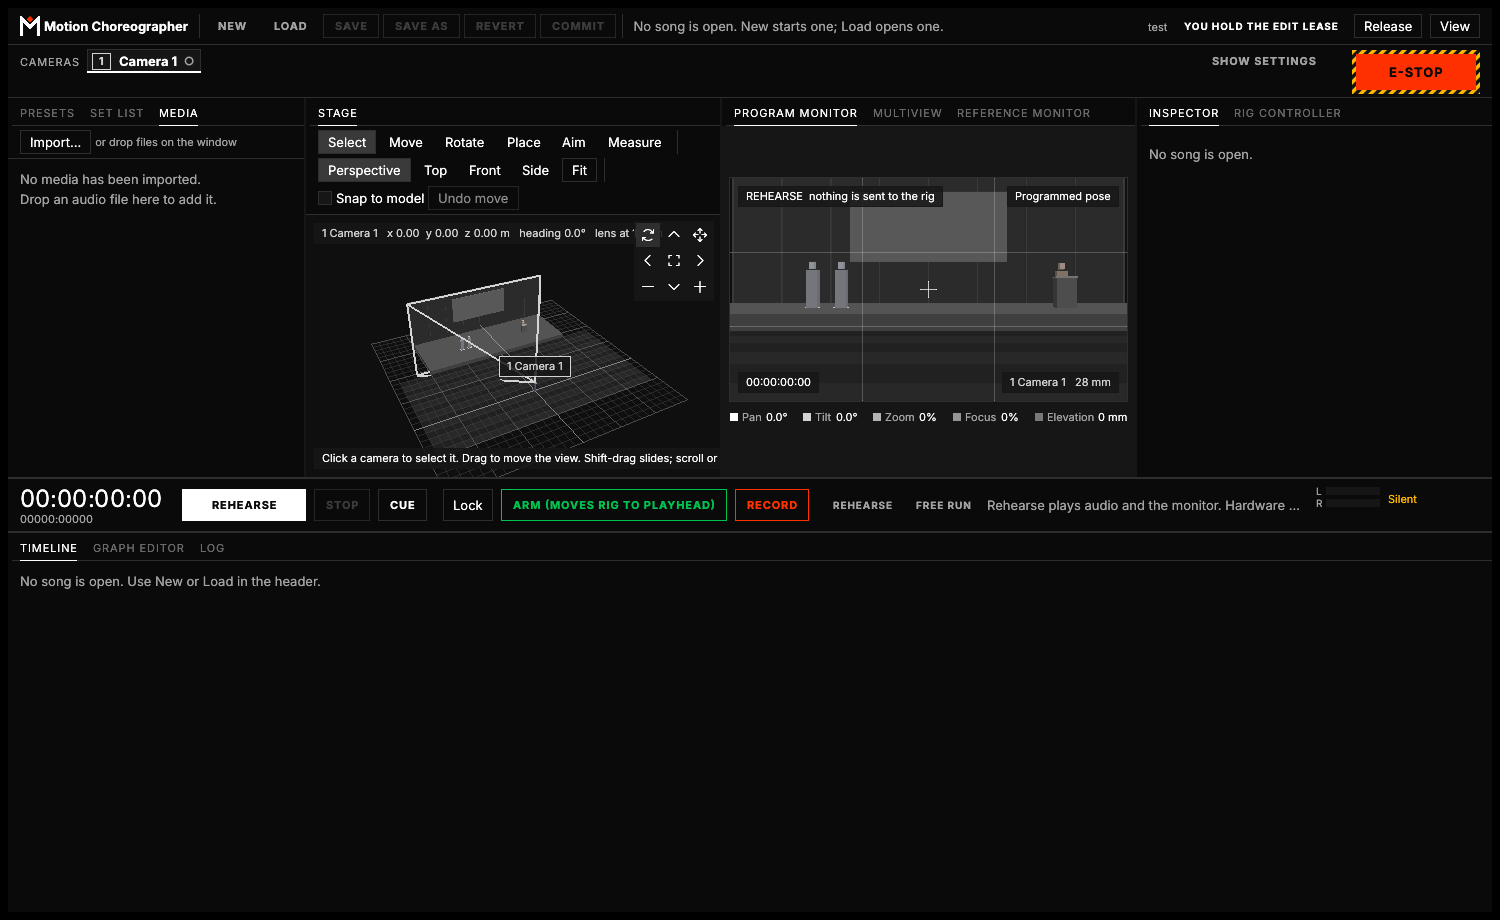 Motion Choreographer NEW LOAD SAVE SAVE AS REVERT COMMIT No song is open. New starts one; Load opens one. test YOU HOLD THE EDIT LEASE Release View
CAMERAS 1 Camera 1 SHOW SETTINGS E-STOP
PRESETS SET LIST MEDIA
Import... or drop files on the window
No media has been imported.
Drop an audio file here to add it.
STAGE
Select Move Rotate Place Aim Measure
Perspective Top Front Side Fit
Snap to model Undo move
1 Camera 1 x 0.00 y 0.00 z 0.00 m heading 0.0° lens at
1 Camera 1
Click a camera to select it. Drag to move the view. Shift-drag slides; scroll or
PROGRAM MONITOR MULTIVIEW REFERENCE MONITOR
REHEARSE nothing is sent to the rig Programmed pose
00:00:00:00 1 Camera 1 28 mm
Pan 0.0° Tilt 0.0° Zoom 0% Focus 0% Elevation 0 mm
INSPECTOR RIG CONTROLLER
No song is open.
00:00:00:00
00000:00000
REHEARSE STOP CUE Lock ARM (MOVES RIG TO PLAYHEAD) RECORD REHEARSE FREE RUN Rehearse plays audio and the monitor. Hardware ...
L
R
Silent
TIMELINE GRAPH EDITOR LOG
No song is open. Use New or Load in the header.